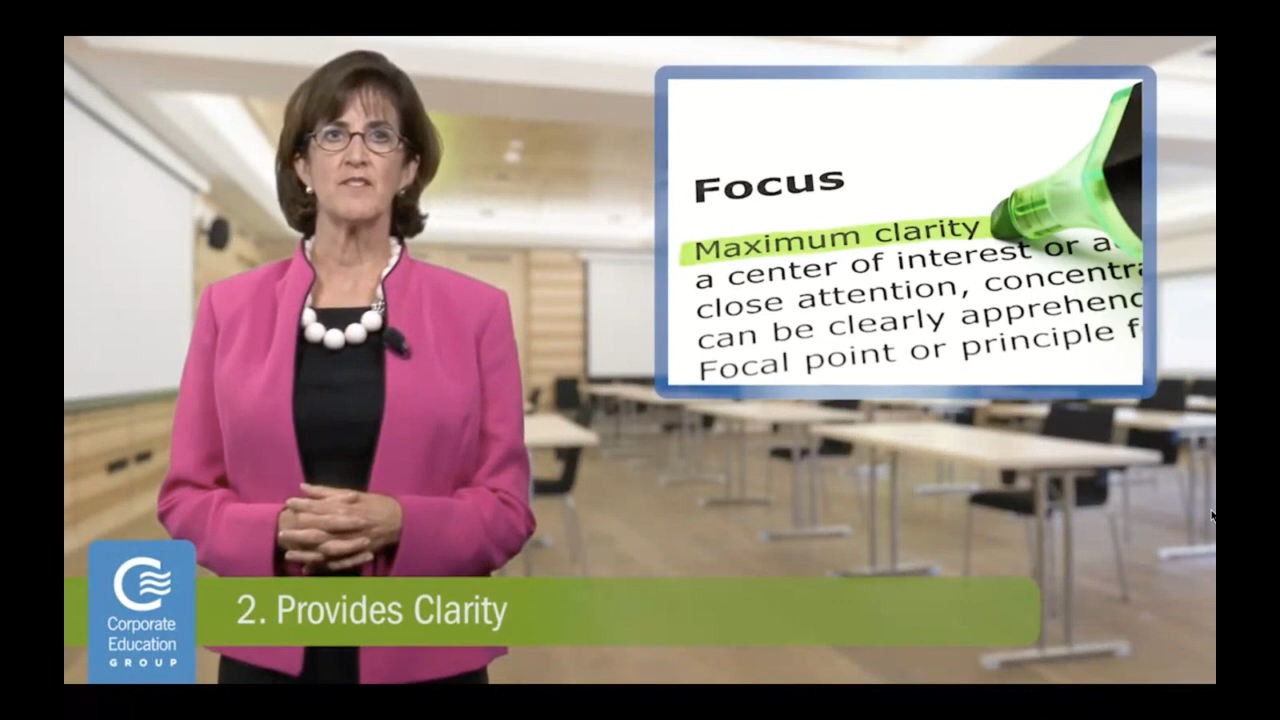 Focus
Maximum clarity
a center of interest or a
close attention, concentra
can be clearly apprehend
Focal point or principle f
2. Provides Clarity
Corporate
Education
GROUP